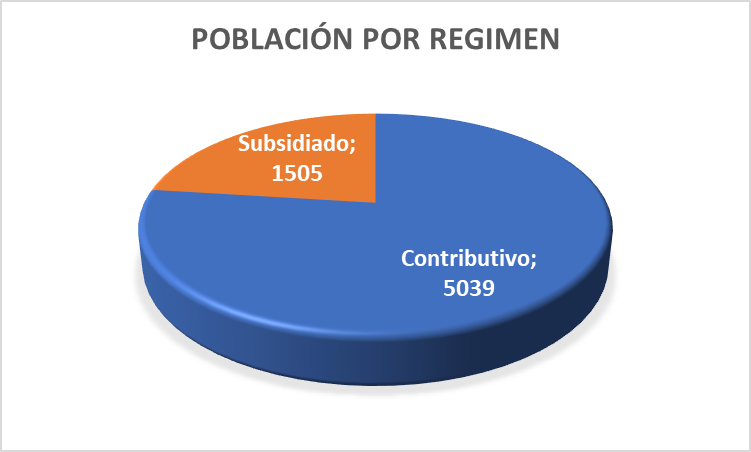 POBLACIÓN POR REGIMEN
Subsidiado;
1505
Contributivo;
5039